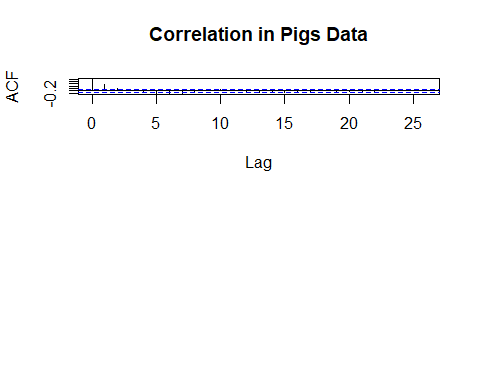 Correlation in Pigs Data
ACF
-0.2
0 5 10 15 20 25
Lag